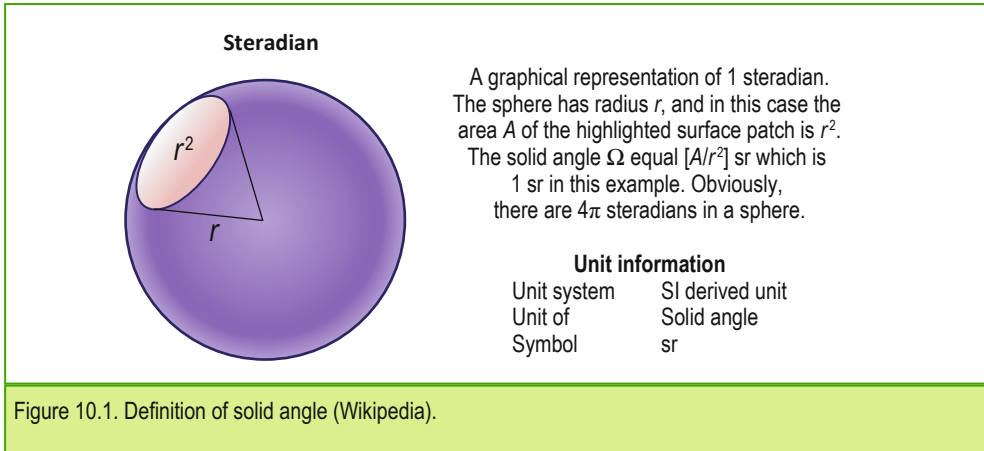 Steradian
r²
r
A graphical representation of 1 steradian.
The sphere has radius r, and in this case the
area A of the highlighted surface patch is r².
The solid angle Ω equal [A/r²] sr which is
1 sr in this example. Obviously,
there are 4π steradians in a sphere.
Unit information
Unit system SI derived unit
Unit of Solid angle
Symbol sr
Figure 10.1. Definition of solid angle (Wikipedia).